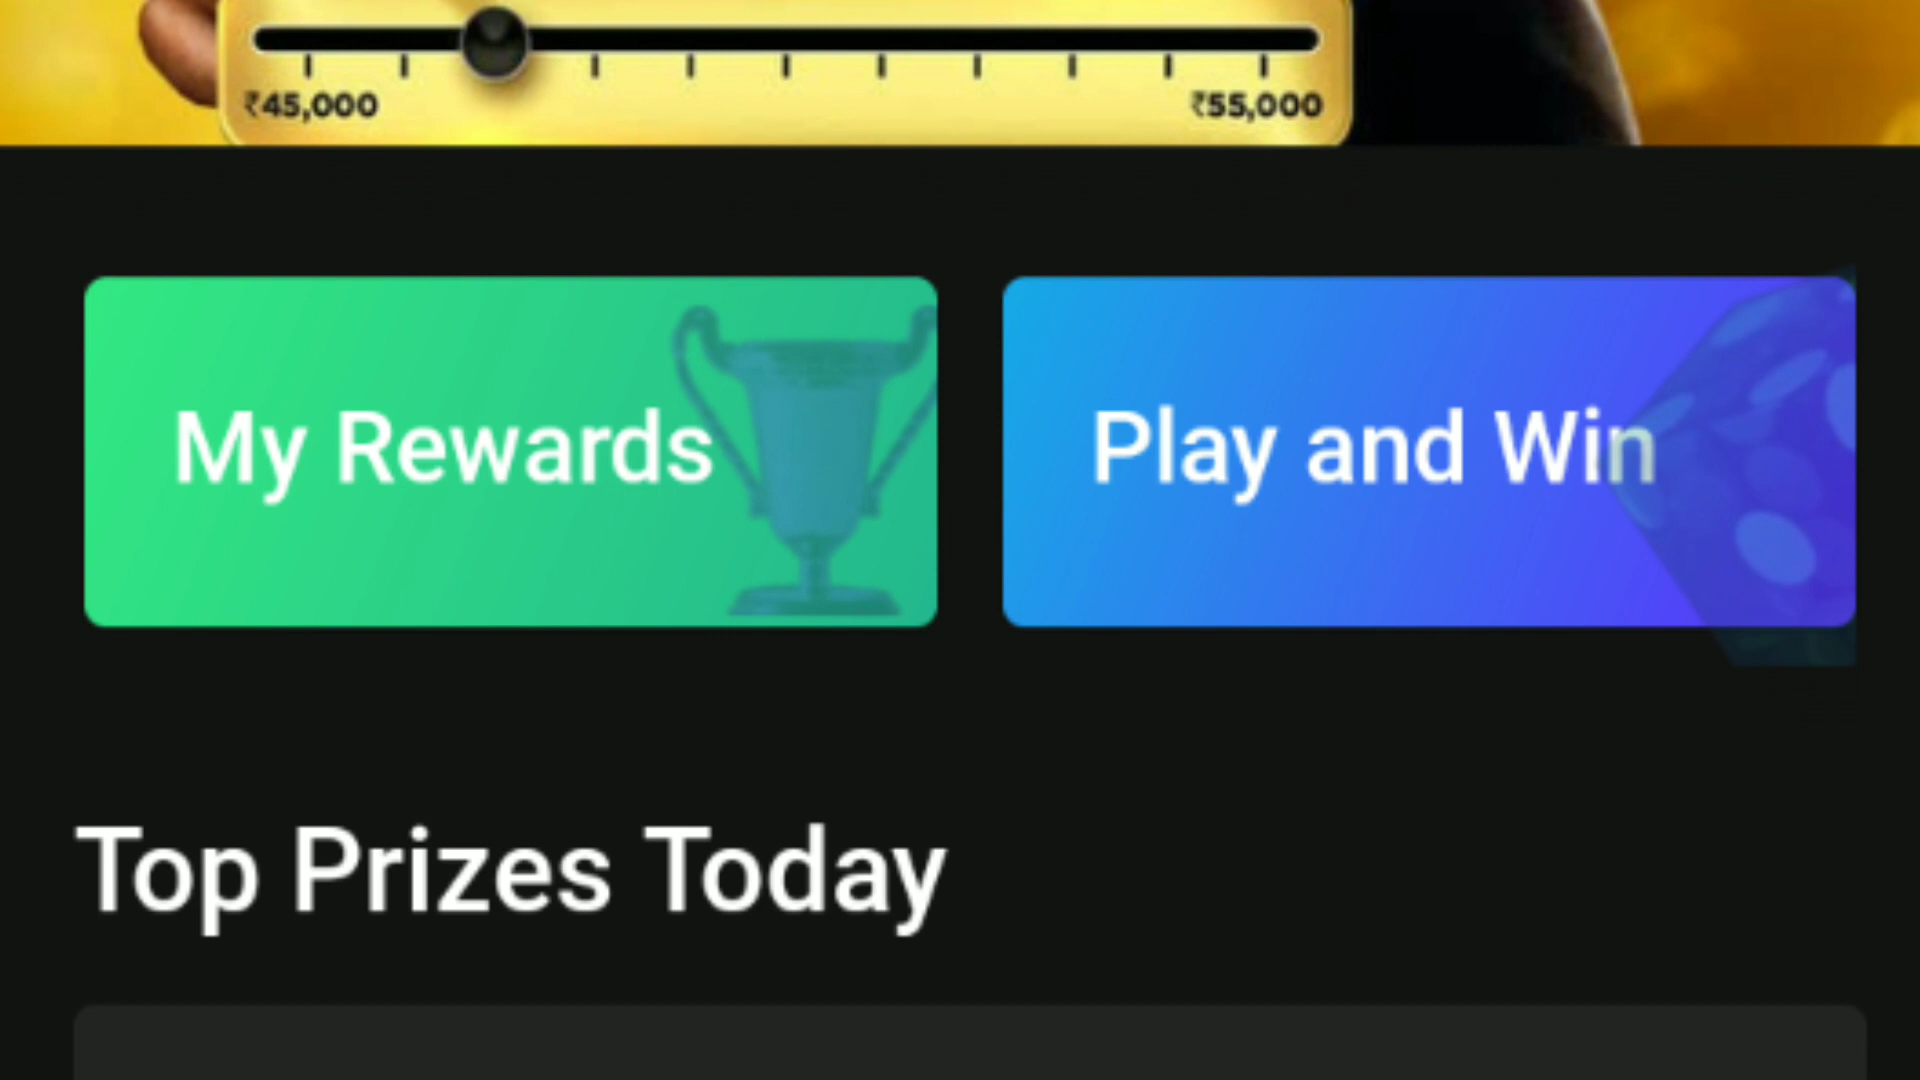 ₹45,000 ₹55,000
My Rewards
Play and Win
Top Prizes Today